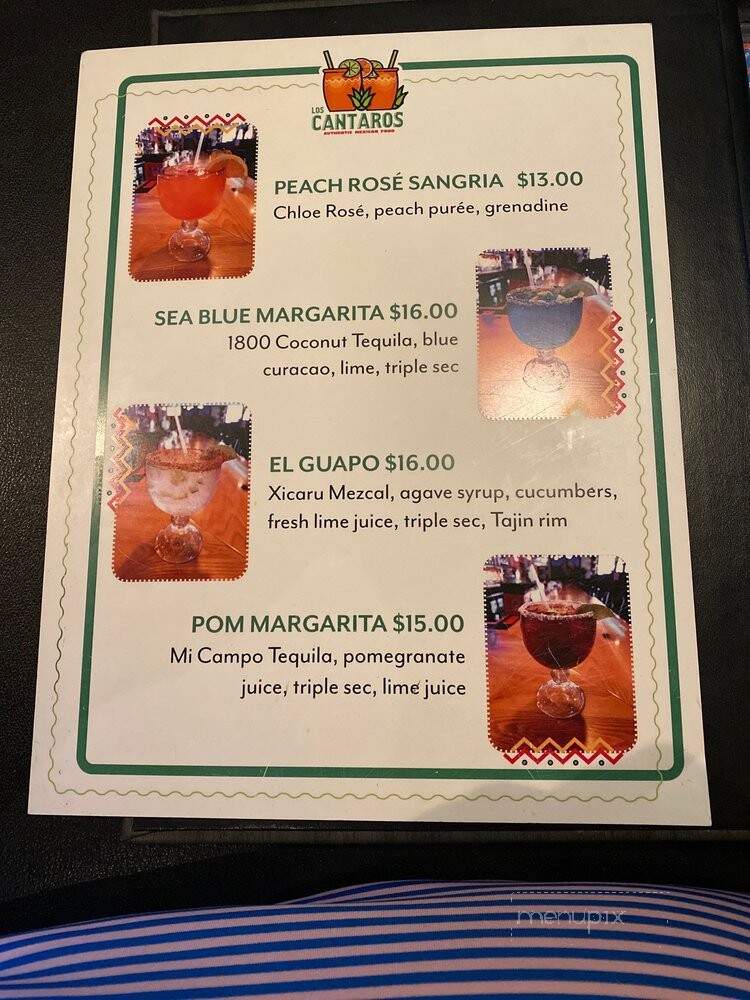 LOS
CANTAROS
AUTHENTIC MEXICAN FOOD
PEACH ROSÉ SANGRIA $13.00
Chloe Rosé, peach purée, grenadine
SEA BLUE MARGARITA $16.00
1800 Coconut Tequila, blue
curacao, lime, triple sec
EL GUAPO $16.00
Xicaru Mezcal, agave syrup, cucumbers,
fresh lime juice, triple sec, Tajin rim
POM MARGARITA $15.00
Mi Campo Tequila, pomegranate
juice, triple sec, lime juice
menupix